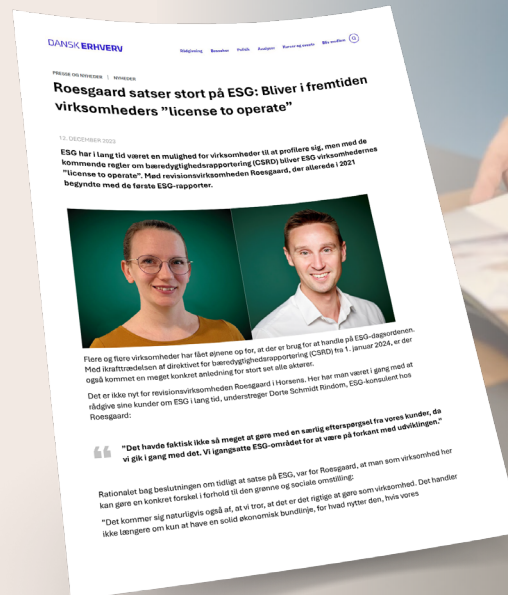 DANSK ERHVERV
Rådgivning Brancher Politik Analyser Kurser og events Bliv medlem
PRESSE OG NYHEDER | NYHEDER
Roesgaard satser stort på ESG: Bliver i fremtiden
virksomheders ”license to operate”
13. DECEMBER 2023
ESG har i lang tid været en mulighed for virksomheder til at profilere sig, men med de
kommende regler om bæredygtighedsrapportering (CSRD) bliver ESG virksomhedernes
”license to operate”. Mød revisionsvirksomheden Roesgaard, der allerede i 2021
begyndte med de første ESG-rapporter.
Flere og flere virksomheder har fået øjnene op for, at der er brug for at handle på ESG-dagsordenen.
Med ikrafttrædelsen af direktivet for bæredygtighedsrapportering (CSRD) fra 1. januar 2024, er der
også kommet en meget konkret anledning for stort set alle aktører.
Det er ikke nyt for revisionsvirksomheden Roesgaard i Horsens. Her har man været i gang med at
rådgive sine kunder om ESG i lang tid, understreger Dorte Schmidt Rindom, ESG-konsulent hos
Roesgaard:
“Det havde faktisk ikke så meget at gøre med en særlig efterspørgsel fra vores kunder, da
vi gik i gang med det. Vi igangsatte ESG-området for at være på forkant med udviklingen.”
Rationalet bag beslutningen om tidligt at satse på ESG, var for Roesgaard, at man som virksomhed her
kan gøre en konkret forskel i forhold til den grønne og sociale omstilling:
“Det kommer sig naturligvis også af, at vi tror, at det er det rigtige at gøre som virksomhed. Det handler
ikke længere om kun at have en solid økonomisk bundlinje, for hvad nytter den, hvis vores